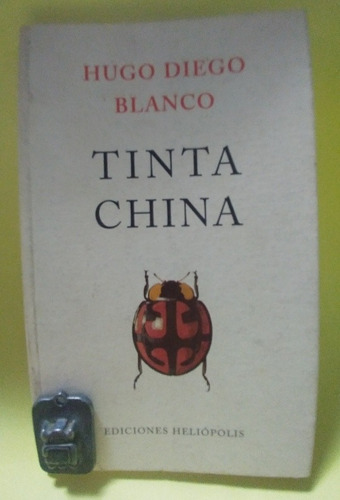 HUGO DIEGO
BLANCO
TINTA
CHINA
EDICIONES HELIÓPOLIS